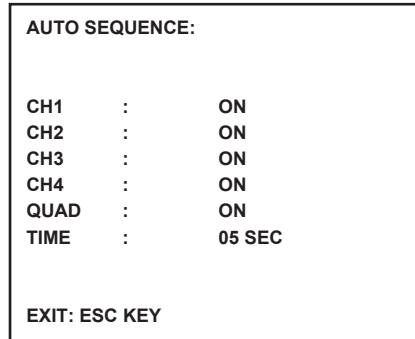 AUTO SEQUENCE:
CH1 : ON
CH2 : ON
CH3 : ON
CH4 : ON
QUAD : ON
TIME : 05 SEC
EXIT: ESC KEY